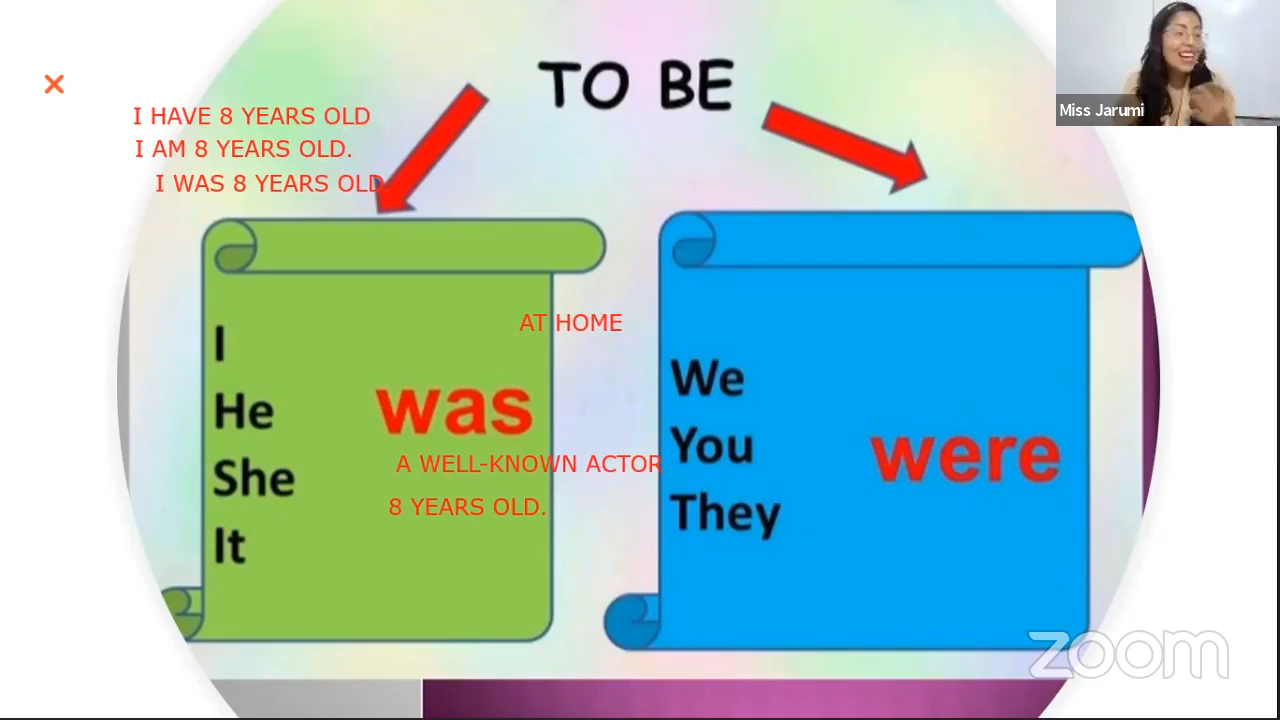 TO BE
Miss Jarumi
I HAVE 8 YEARS OLD
I AM 8 YEARS OLD.
I WAS 8 YEARS OLD.
I
He
She
It
was
AT HOME
A WELL-KNOWN ACTOR
8 YEARS OLD.
We
You
They
were
zoom